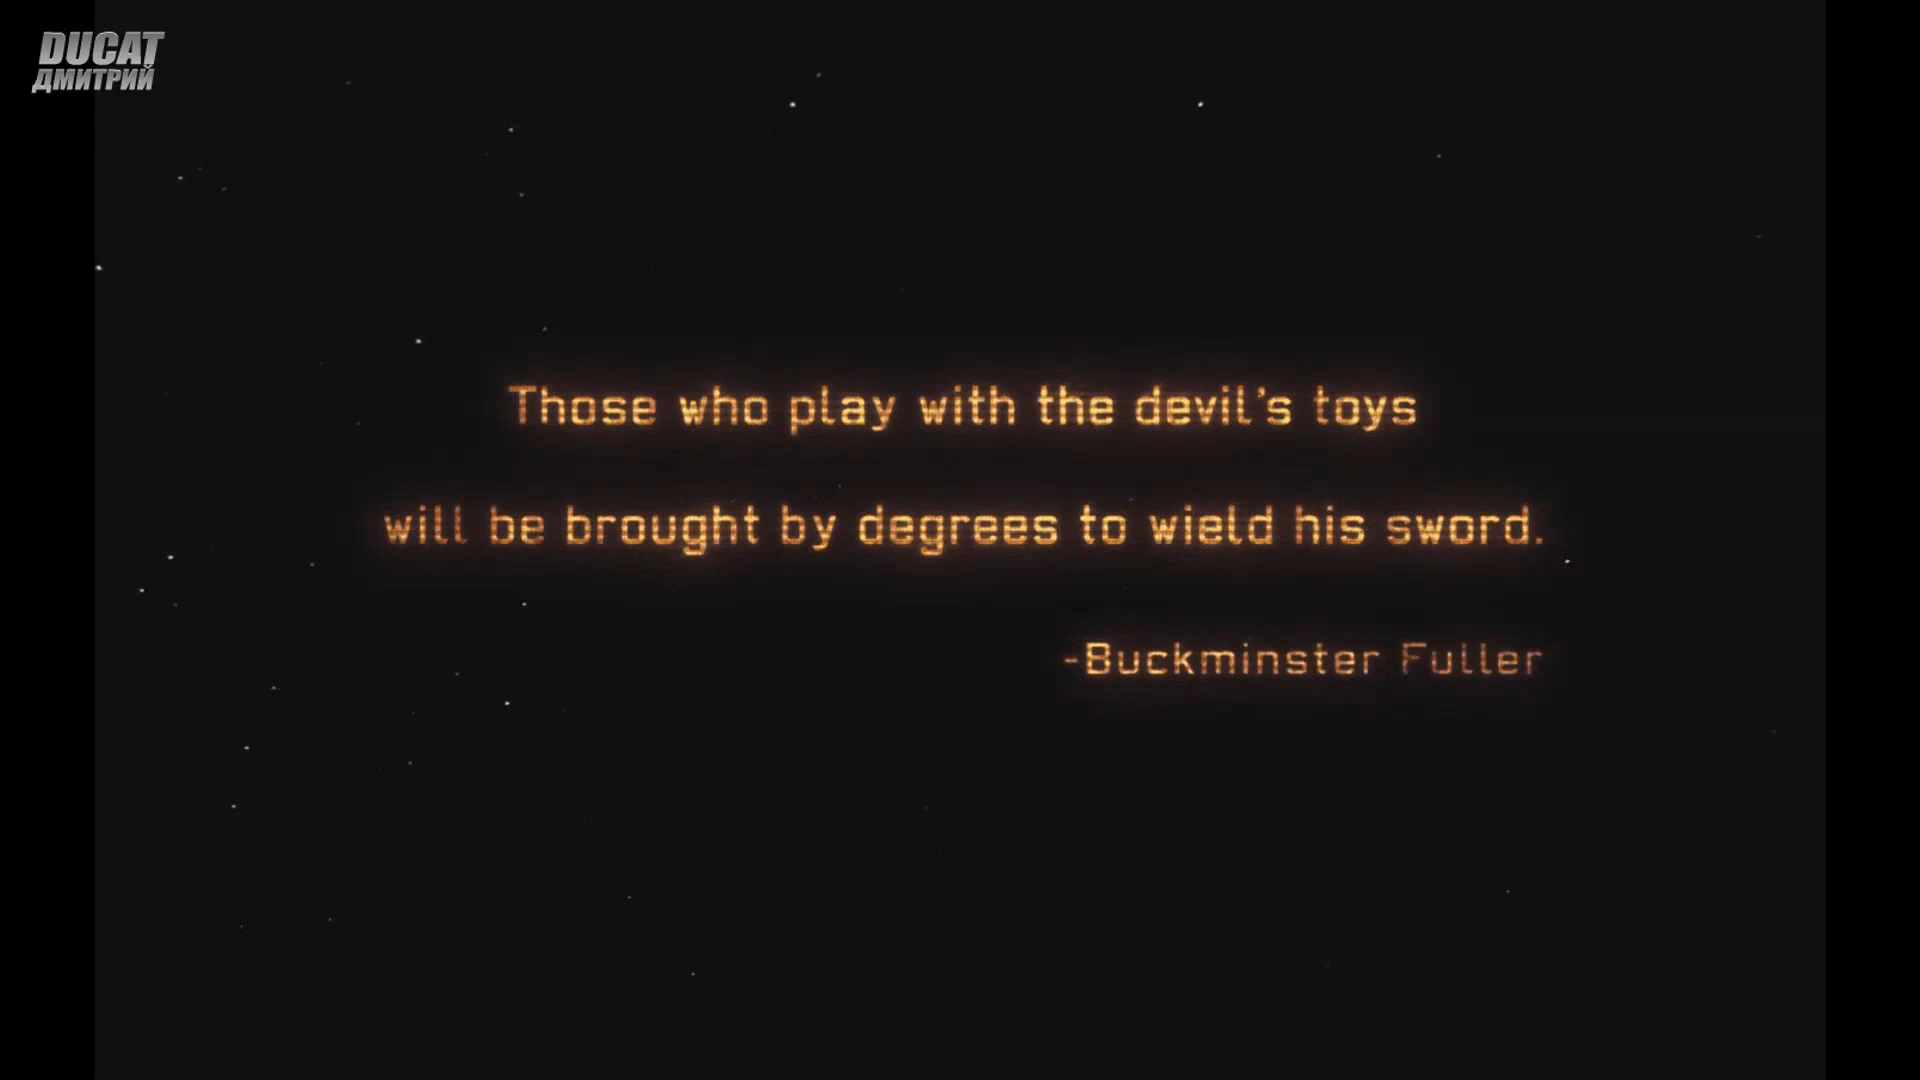 DUCAT
ДМИТРИЙ
Those who play with the devil's toys
will be brought by degrees to wield his sword.
-Buckminster Fuller